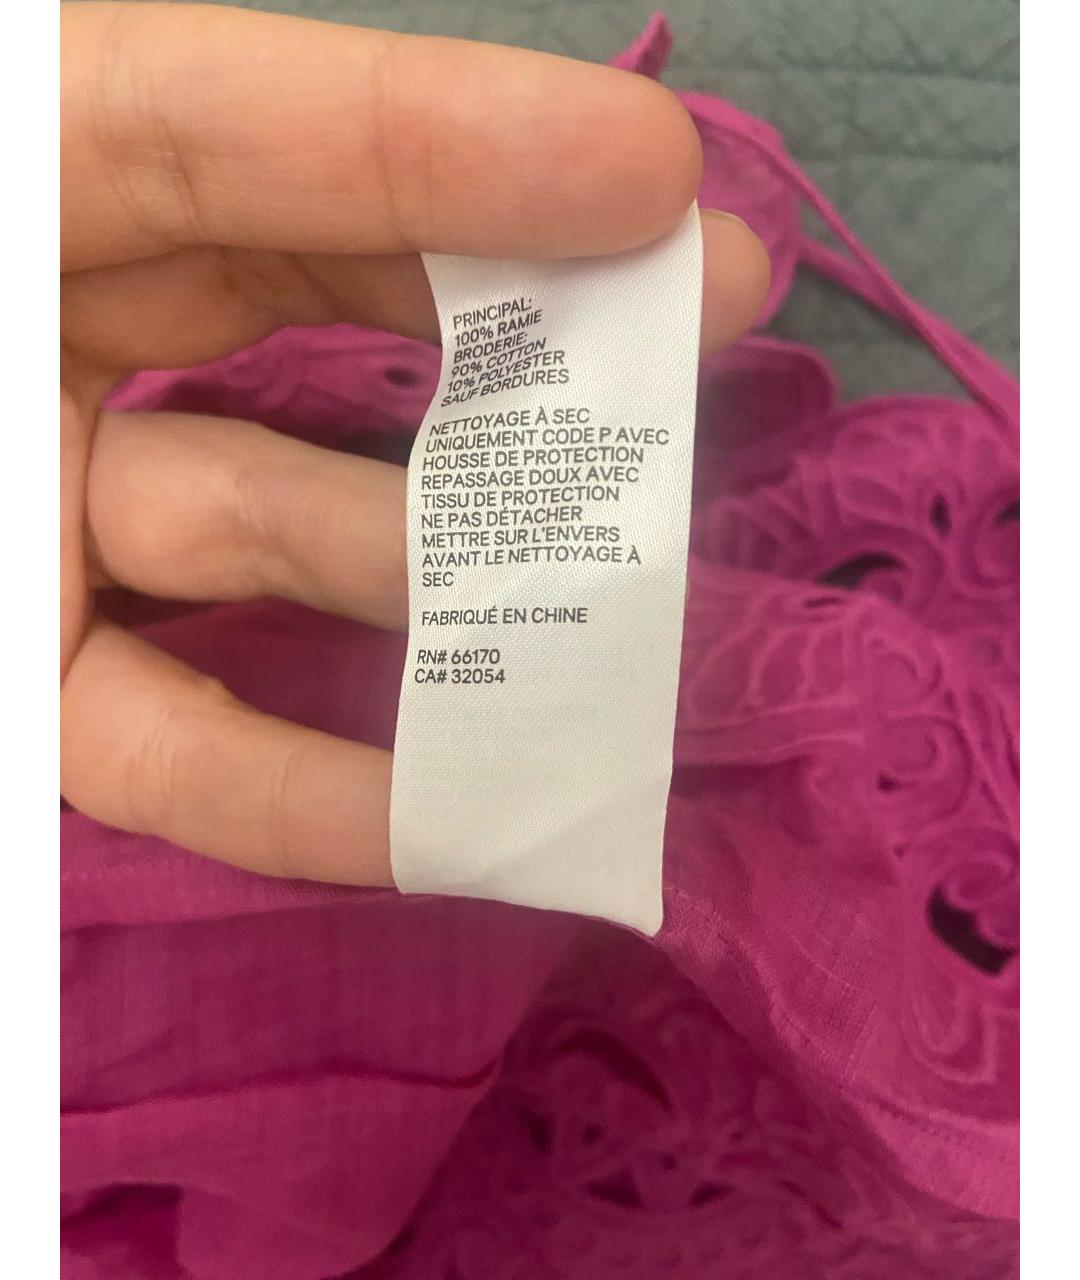 PRINCIPAL:
100% RAMIE
BRODERIE:
90% COTTON
10% POLYESTER
SAUF BORDURES
NETTOYAGE À SEC
UNIQUEMENT CODE P AVEC
HOUSSE DE PROTECTION
REPASSAGE DOUX AVEC
TISSU DE PROTECTION
NE PAS DÉTACHER
METTRE SUR L'ENVERS
AVANT LE NETTOYAGE À
SEC
FABRIQUÉ EN CHINE
RN# 66170
CA# 32054